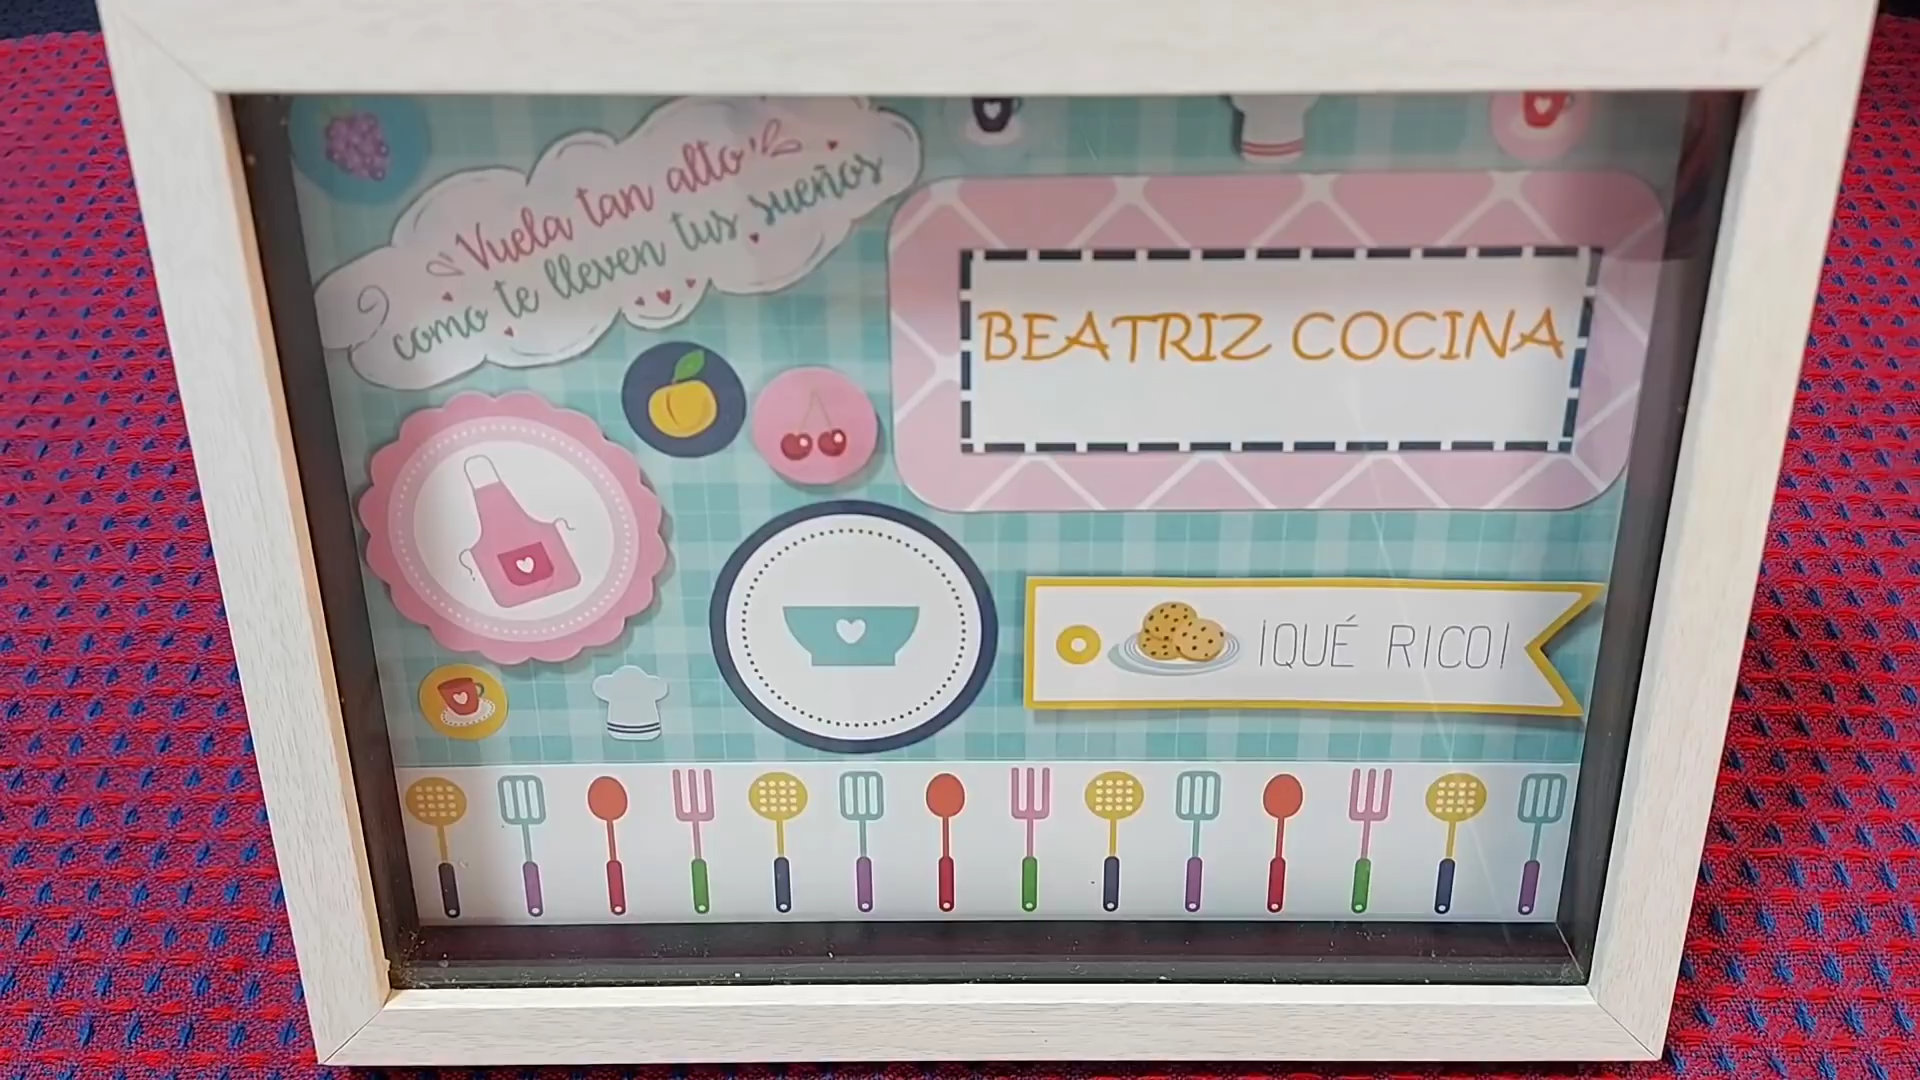 Vuela tan alto
como te lleven tus sueños
BEATRIZ COCINA
¡QUÉ RICO!